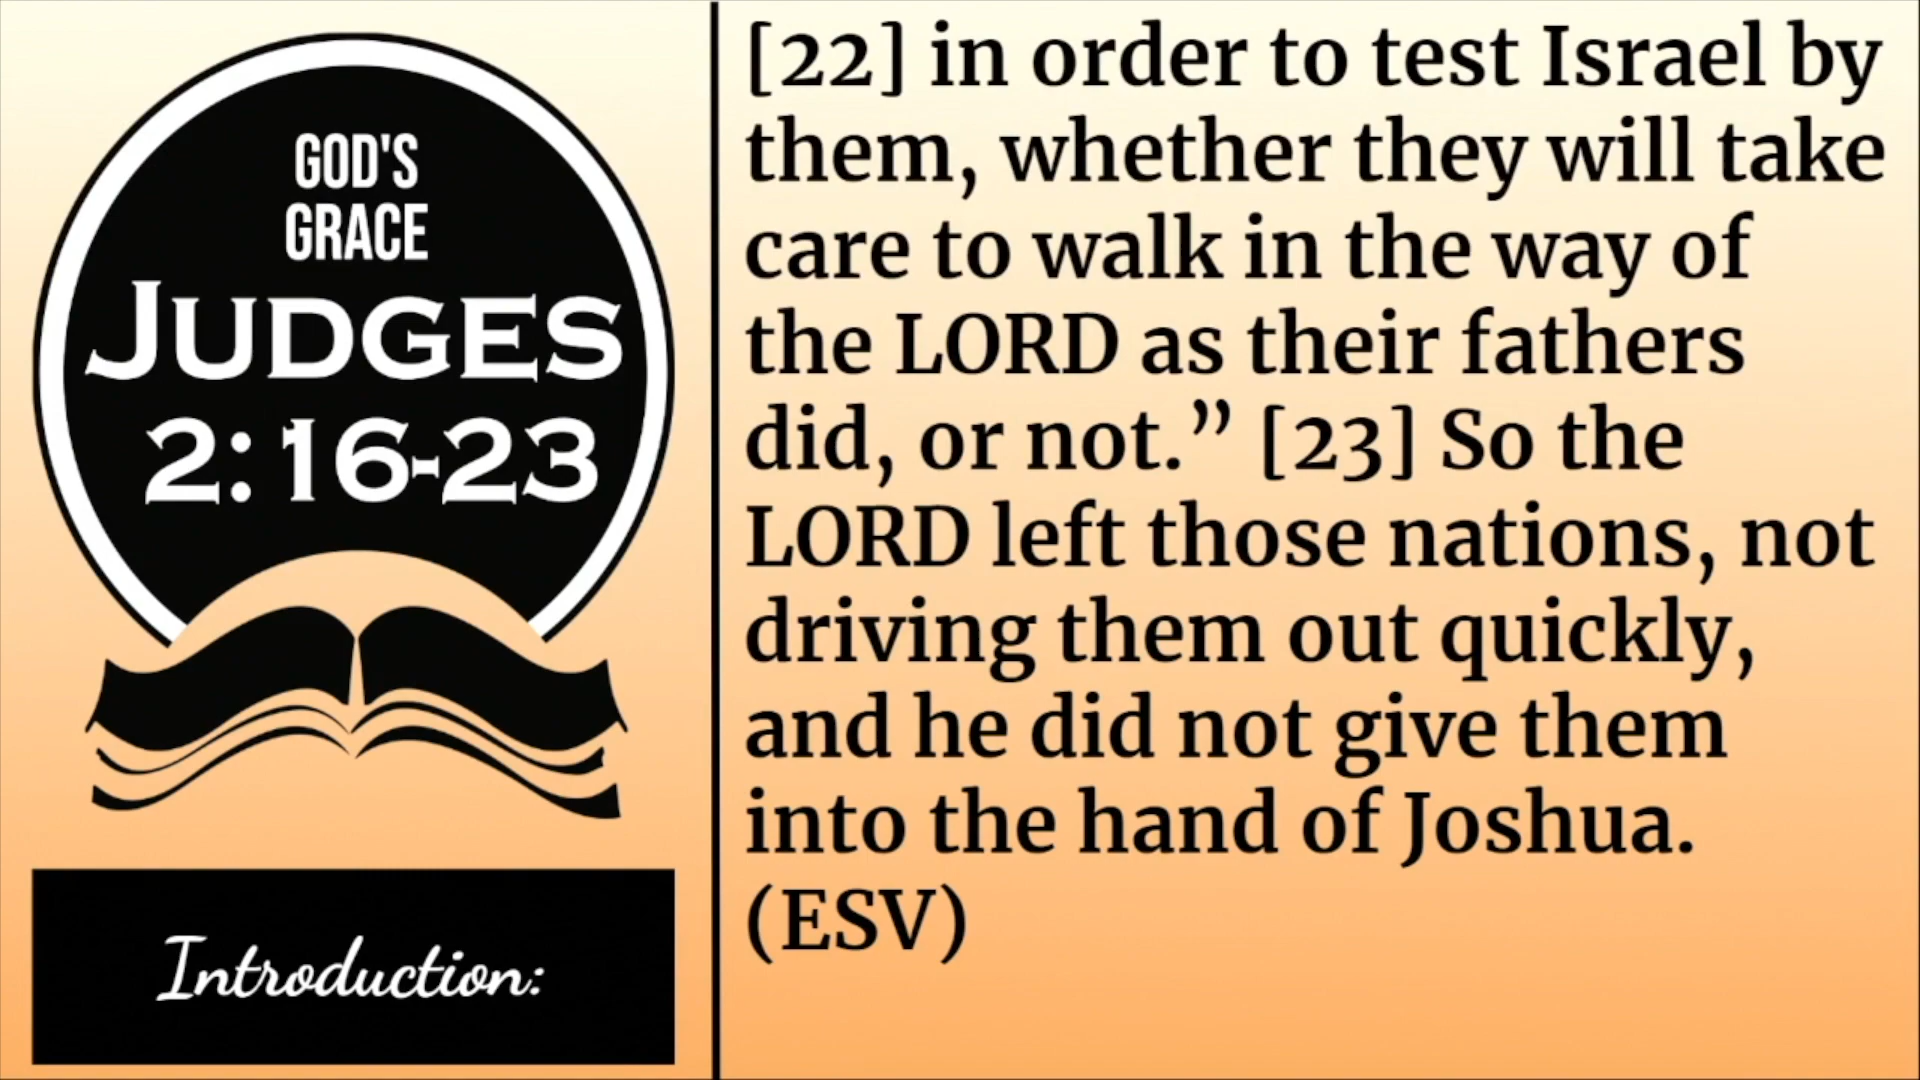 GOD'S
GRACE
JUDGES
2:16-23
Introduction:
[22] in order to test Israel by
them, whether they will take
care to walk in the way of
the LORD as their fathers
did, or not.” [23] So the
LORD left those nations, not
driving them out quickly,
and he did not give them
into the hand of Joshua.
(ESV)